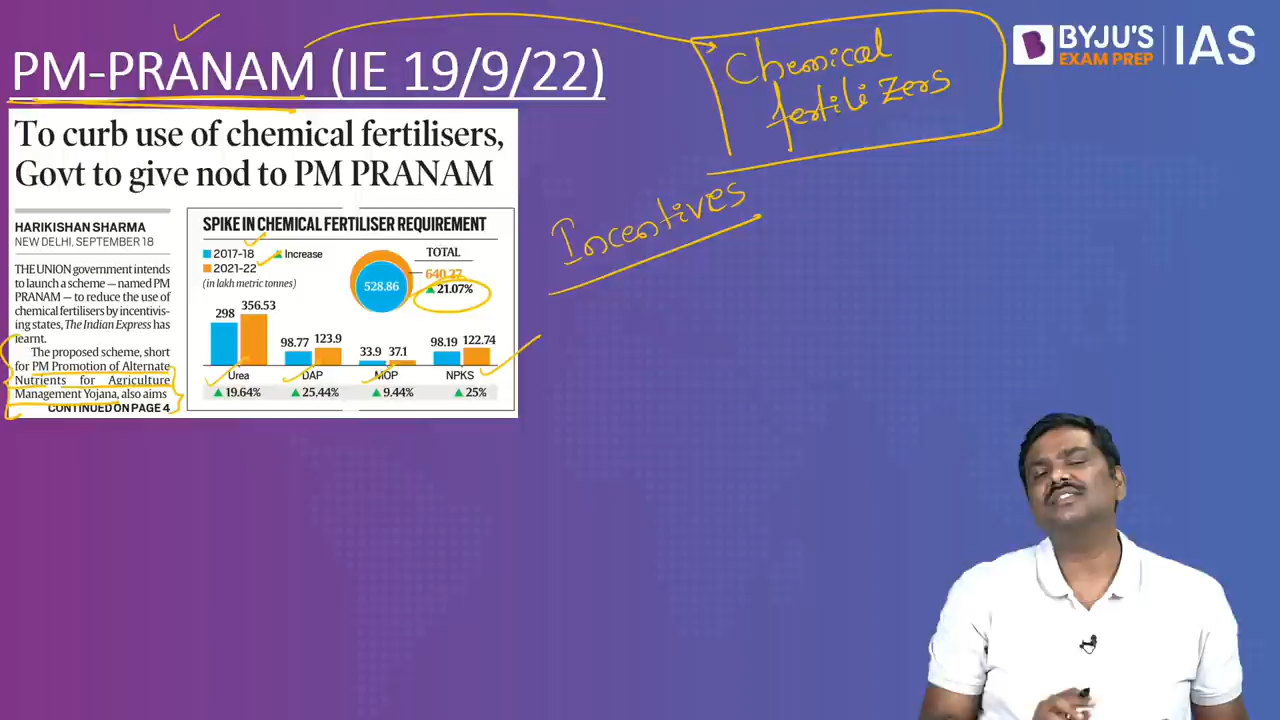 PM-PRANAM (IE 19/9/22)
Chemical
fertilizers
BYJU'S
EXAM PREP
IAS
To curb use of chemical fertilisers,
Govt to give nod to PM PRANAM
Incentives
HARIKISHAN SHARMA
NEW DELHI, SEPTEMBER 18
THE UNION government intends
to launch a scheme — named PM
PRANAM — to reduce the use of
chemical fertilisers by incentivis-
ing states, The Indian Express has
learnt.
The proposed scheme, short
for PM Promotion of Alternate
Nutrients for Agriculture
Management Yojana, also aims
CONTINUED ON PAGE 4
SPIKE IN CHEMICAL FERTILISER REQUIREMENT
2017-18 Increase
2021-22
(in lakh metric tonnes)
TOTAL
640.27
528.86
21.07%
298 356.53
98.77 123.9
33.9 37.1
98.19 122.74
Urea DAP MOP NPKS
19.64% 25.44% 9.44% 25%